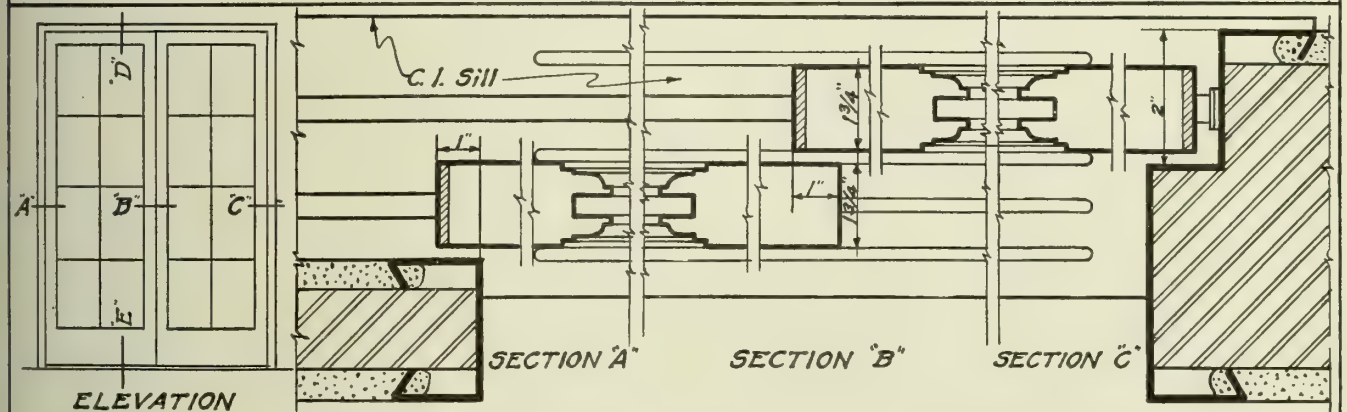 "D"
C.I. Sill
1 3/4"
2"
1"
"A"
"B"
"C"
1"
1 3/4"
"E"
SECTION "A"
SECTION "B"
SECTION "C"
ELEVATION